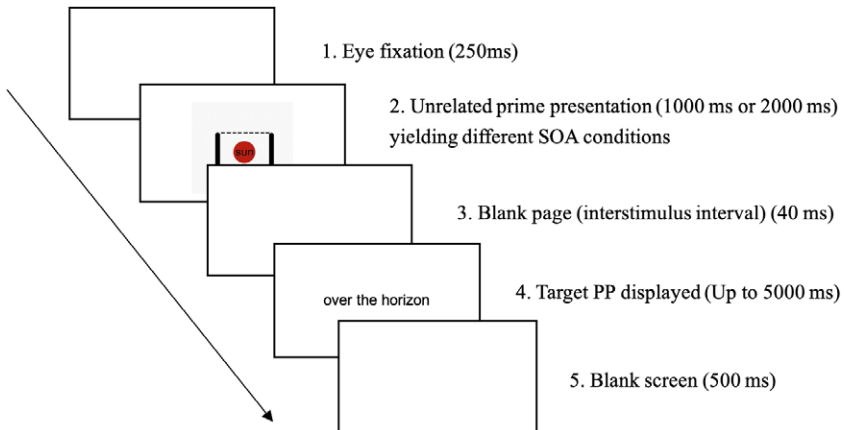 1. Eye fixation (250ms)
2. Unrelated prime presentation (1000 ms or 2000 ms)
yielding different SOA conditions
sun
3. Blank page (interstimulus interval) (40 ms)
over the horizon
4. Target PP displayed (Up to 5000 ms)
5. Blank screen (500 ms)